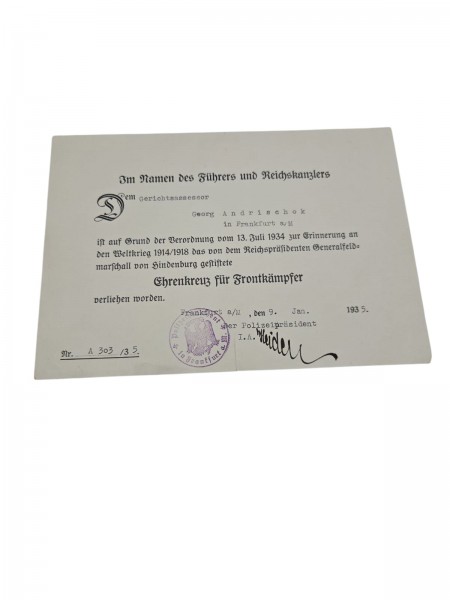 Im Namen des Führers und Reichskanzlers
Dem Gerichtsassessor
Georg Andrischok
in Frankfurt a/M
ist auf Grund der Verordnung vom 13. Juli 1934 zur Erinnerung an
den Weltkrieg 1914/1918 das von dem Reichspräsidenten Generalfeld-
marschall von Hindenburg gestiftete
Ehrenkreuz für Frontkämpfer
verliehen worden.
Frankfurt a/M, den 9. Jan. 1935.
Der Polizeipräsident
I.A.
Nr. A 303 /35
in Frankfurt a. M.